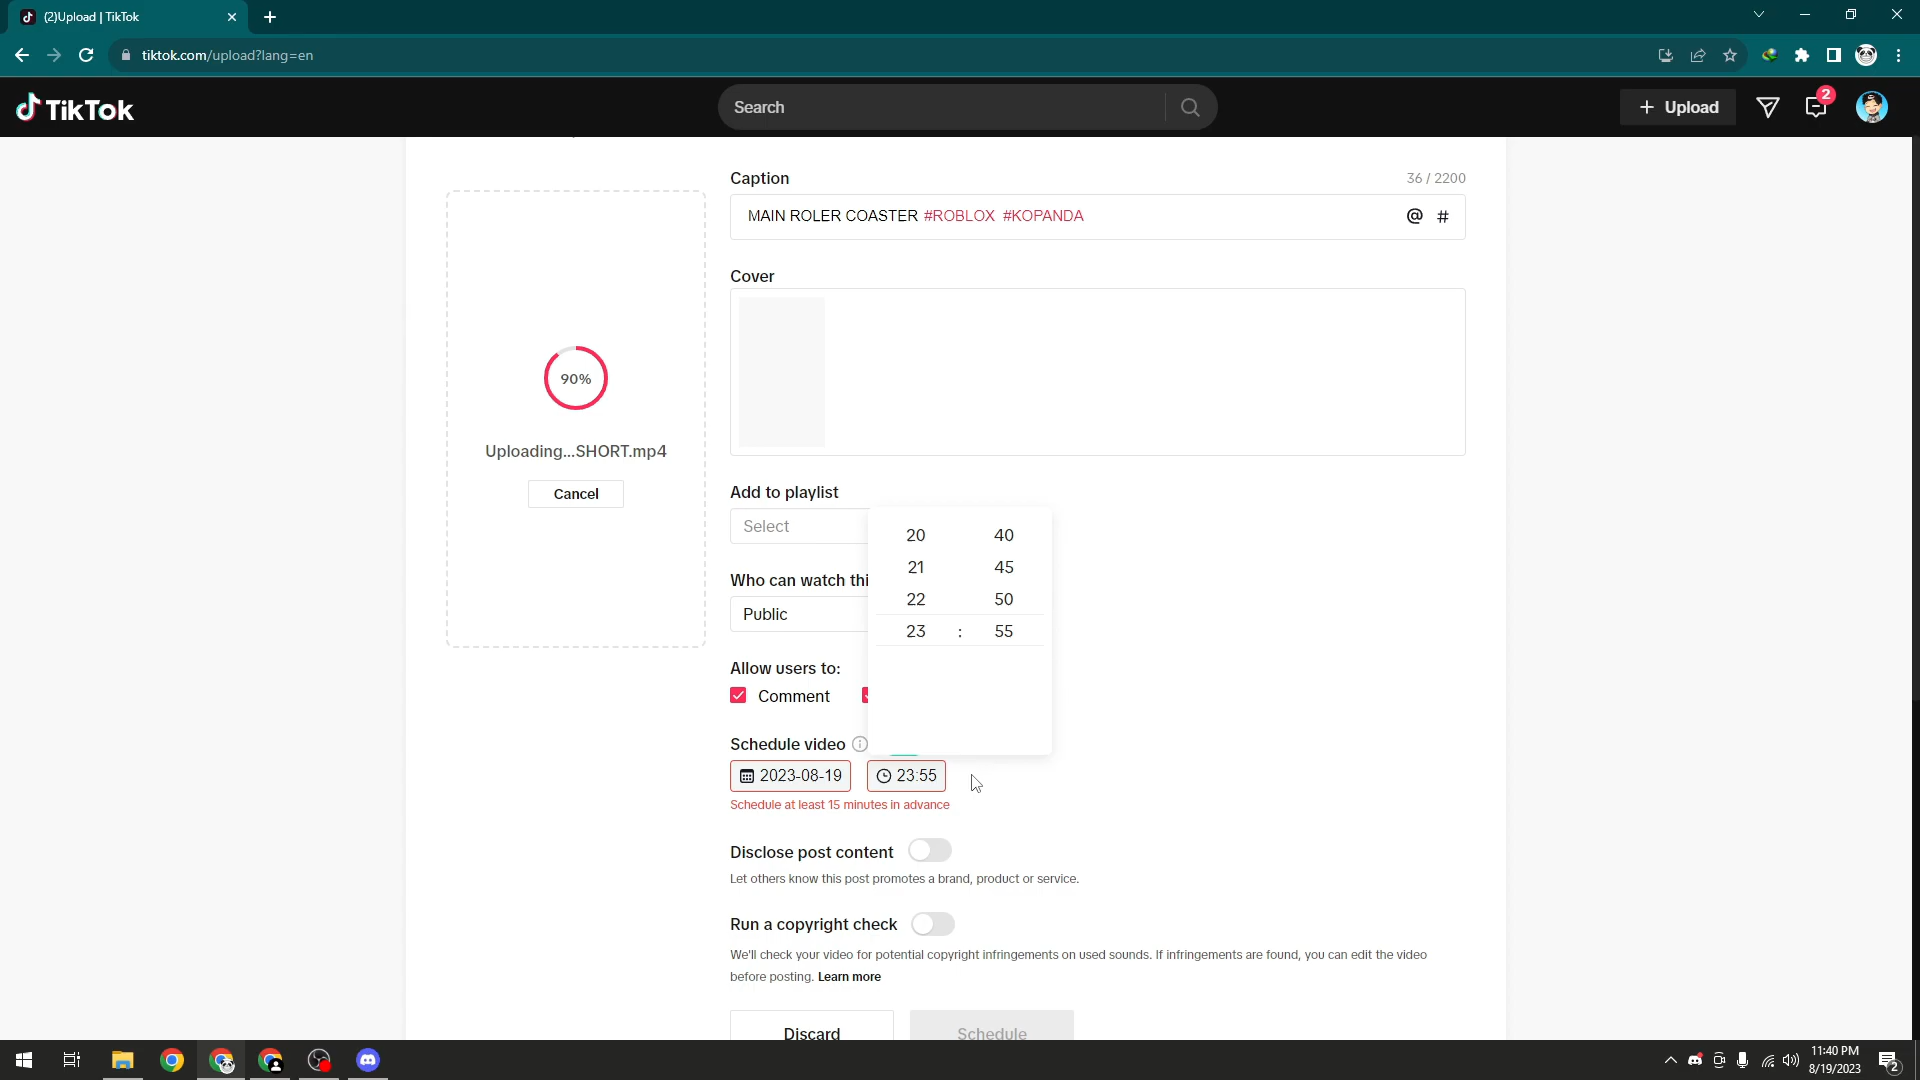 (2)Upload | TikTok
tiktok.com/upload?lang=en
TikTok
Search
Upload
2
Caption
36 / 2200
MAIN ROLER COASTER #ROBLOX #KOPANDA
@ #
Cover
90%
Uploading...SHORT.mp4
Cancel
Add to playlist
Select
20 40
21 45
22 50
23 : 55
Who can watch thi
Public
Allow users to:
Comment
Schedule video
2023-08-19
23:55
Schedule at least 15 minutes in advance
Disclose post content
Let others know this post promotes a brand, product or service.
Run a copyright check
We'll check your video for potential copyright infringements on used sounds. If infringements are found, you can edit the video
before posting. Learn more
Discard
Schedule
11:40 PM
8/19/2023
2